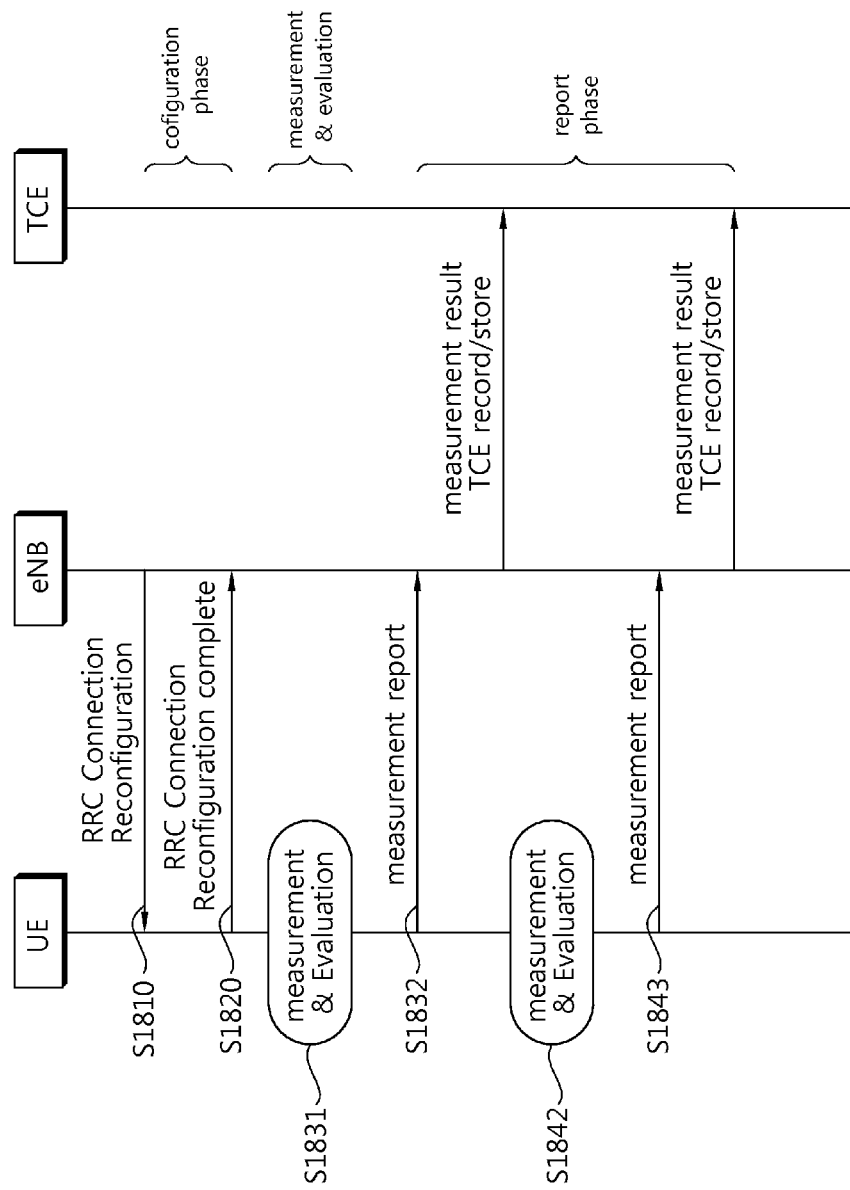 UE
eNB
TCE
S1810
RRC Connection
Reconfiguration
cofiguration
phase
S1820
RRC Connection
Reconfiguration complete
S1831
measurement
& Evaluation
measurement
& evaluation
S1832
measurement report
measurement result
TCE record/store
report
phase
S1842
measurement
& Evaluation
S1843
measurement report
measurement result
TCE record/store